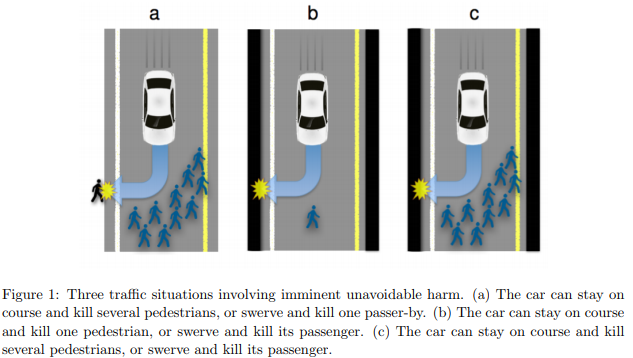 a b c
Figure 1: Three traffic situations involving imminent unavoidable harm. (a) The car can stay on
course and kill several pedestrians, or swerve and kill one passer-by. (b) The car can stay on course
and kill one pedestrian, or swerve and kill its passenger. (c) The car can stay on course and kill
several pedestrians, or swerve and kill its passenger.